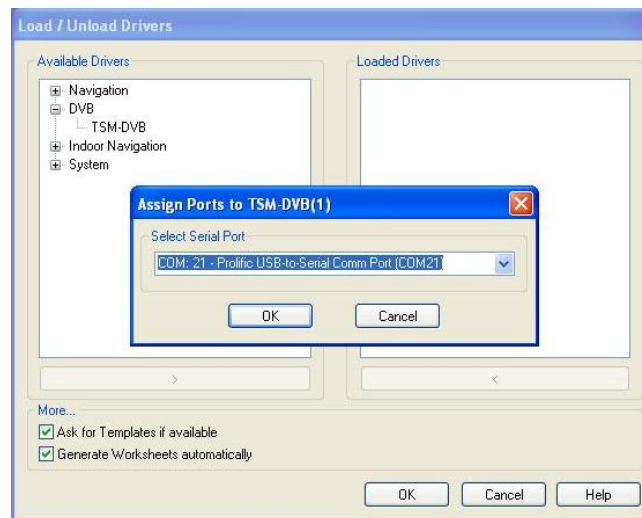 Load / Unload Drivers
Available Drivers
Loaded Drivers
Navigation
DVB
TSM-DVB
Indoor Navigation
System
Assign Ports to TSM-DVB(1)
Select Serial Port
COM: 21 - Prolific USB-to-Serial Comm Port (COM21)
OK
Cancel
>
<
More...
Ask for Templates if available
Generate Worksheets automatically
OK
Cancel
Help